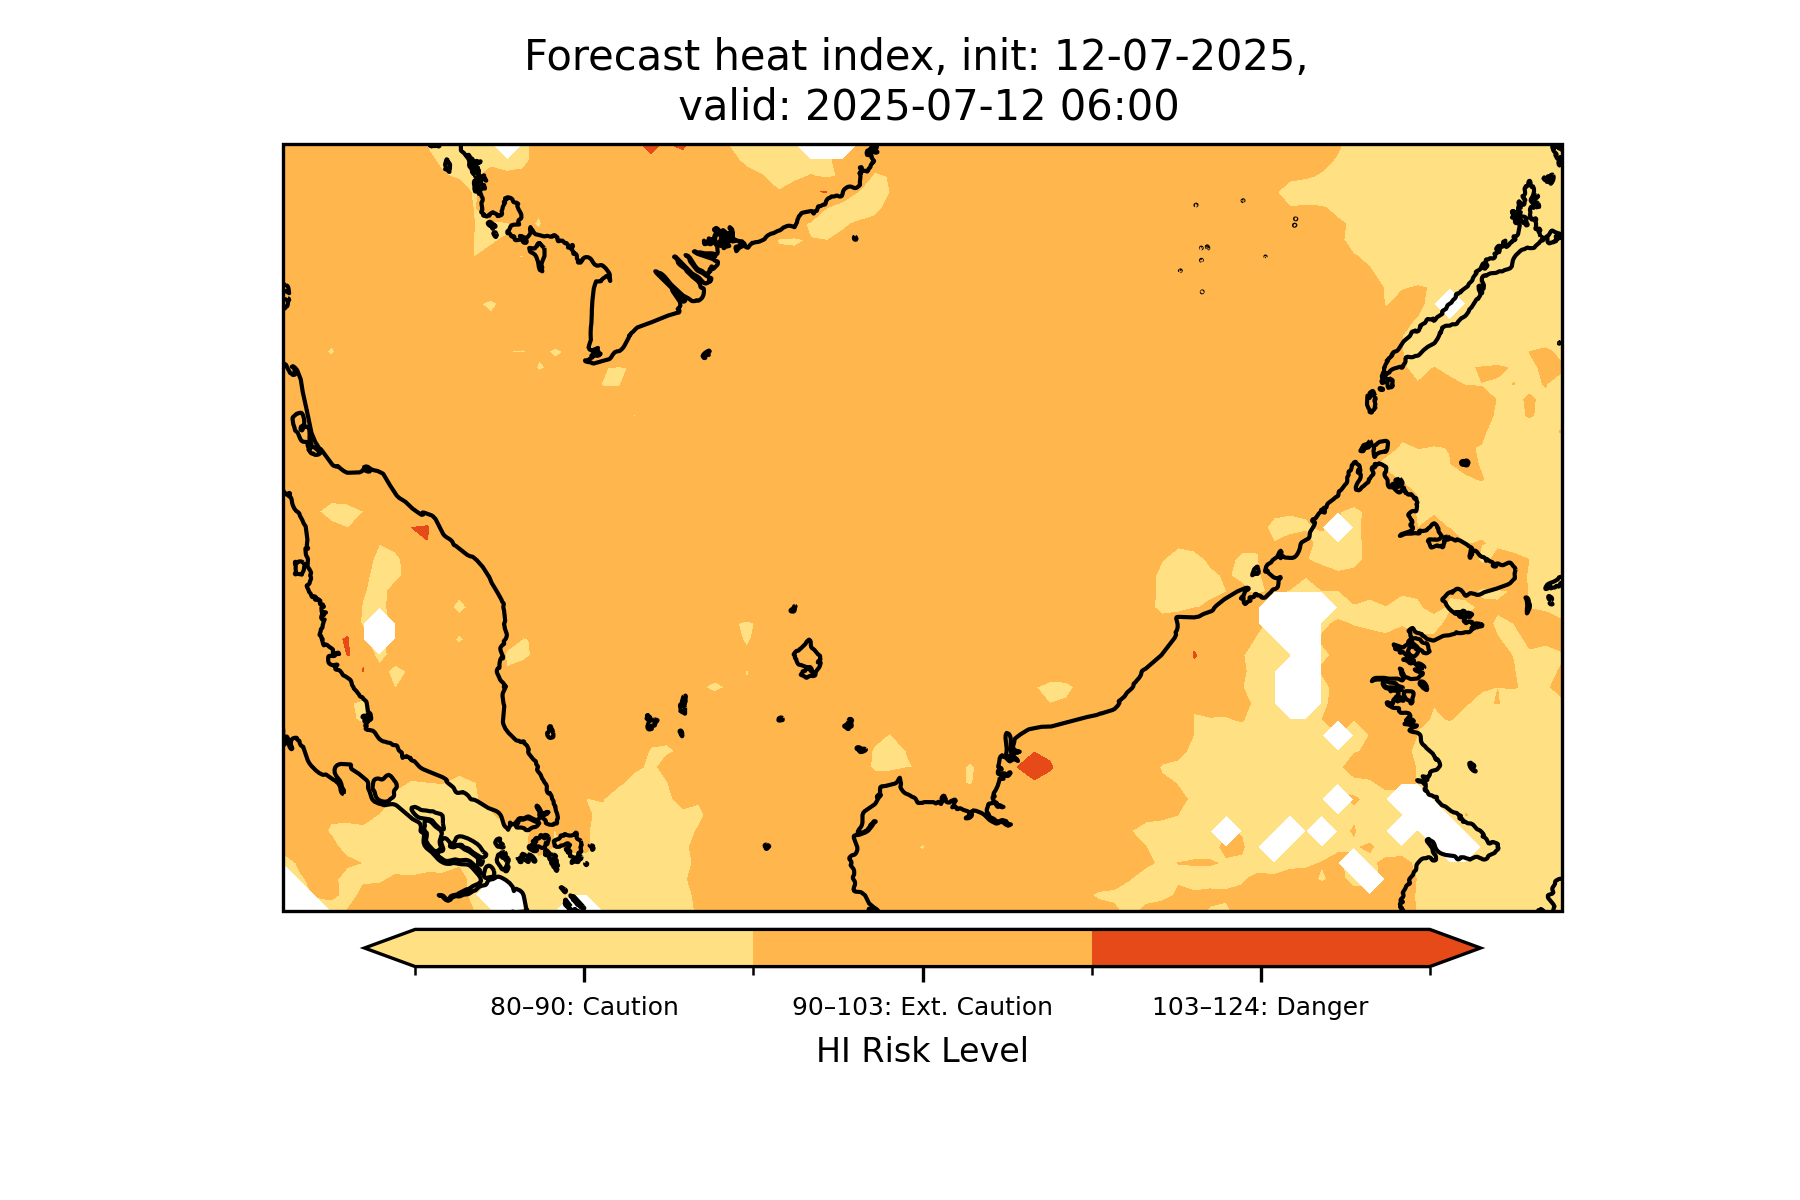 Forecast heat index, init: 12-07-2025,
valid: 2025-07-12 06:00
80–90: Caution
90–103: Ext. Caution
103–124: Danger
HI Risk Level